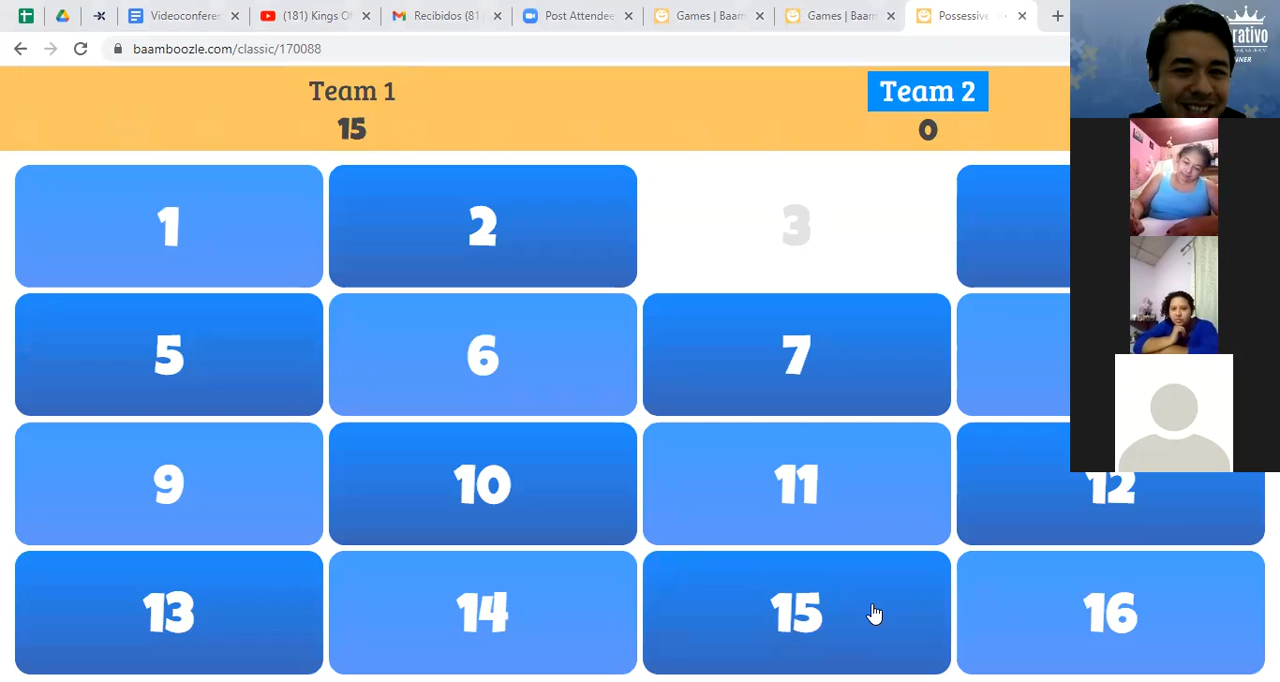 Videoconfere
(181) Kings O
Recibidos (81
Post Attendee
Games | Baam
Games | Baam
Possessive
baamboozle.com/classic/170088
rativo
NNER
Team 1
15
Team 2
0
1
2
3
5
6
7
9
10
11
12
13
14
15
16